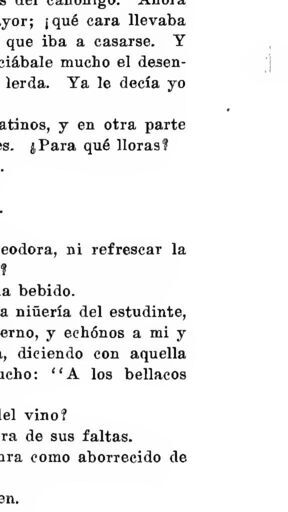 s del canónigo. Ahora
yor; ¡qué cara llevaba
que iba a casarse. Y
ciábale mucho el desen-
lerda. Ya le decía yo
atinos, y en otra parte
es. ¿Para qué lloras?
.
.
eodora, ni refrescar la
?
a bebido.
a niñería del estudinte,
erno, y echónos a mi y
, diciendo con aquella
ucho: "A los bellacos
del vino?
ra de sus faltas.
nra como aborrecido de
en.